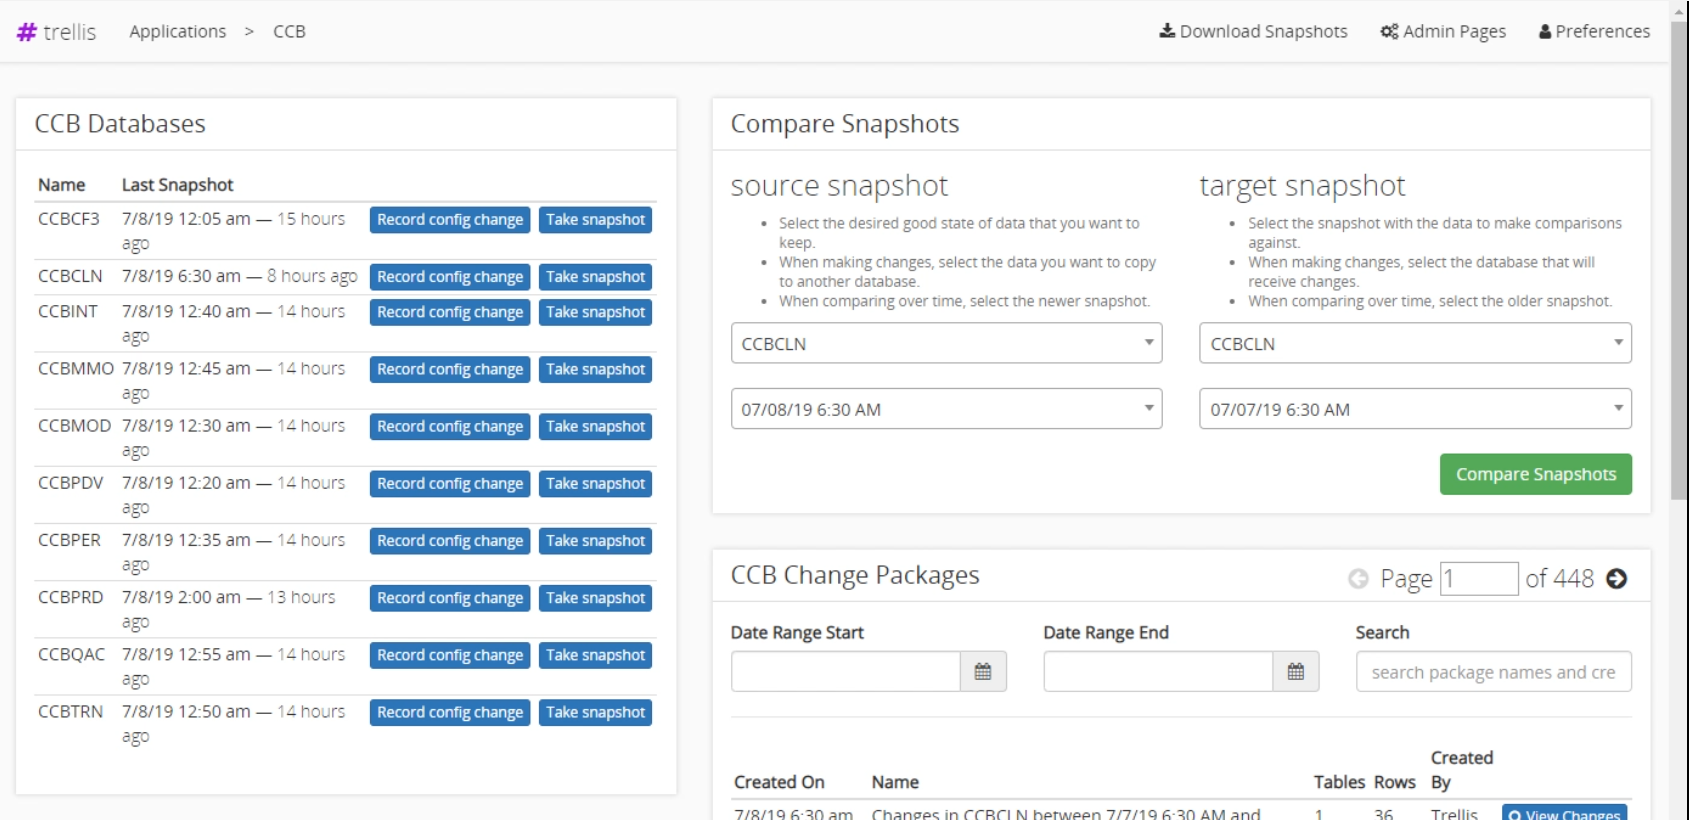 # trellis Applications > CCB Download Snapshots Admin Pages Preferences
CCB Databases
Name Last Snapshot
CCBCF3 7/8/19 12:05 am — 15 hours ago Record config change Take snapshot
CCBCLN 7/8/19 6:30 am — 8 hours ago Record config change Take snapshot
CCBINT 7/8/19 12:40 am — 14 hours ago Record config change Take snapshot
CCBMMO 7/8/19 12:45 am — 14 hours ago Record config change Take snapshot
CCBMOD 7/8/19 12:30 am — 14 hours ago Record config change Take snapshot
CCBPDV 7/8/19 12:20 am — 14 hours ago Record config change Take snapshot
CCBPER 7/8/19 12:35 am — 14 hours ago Record config change Take snapshot
CCBPRD 7/8/19 2:00 am — 13 hours ago Record config change Take snapshot
CCBQAC 7/8/19 12:55 am — 14 hours ago Record config change Take snapshot
CCBTRN 7/8/19 12:50 am — 14 hours ago Record config change Take snapshot
Compare Snapshots
source snapshot
• Select the desired good state of data that you want to
keep.
• When making changes, select the data you want to copy
to another database.
• When comparing over time, select the newer snapshot.
CCBCLN
07/08/19 6:30 AM
target snapshot
• Select the snapshot with the data to make comparisons
against.
• When making changes, select the database that will
receive changes.
• When comparing over time, select the older snapshot.
CCBCLN
07/07/19 6:30 AM
Compare Snapshots
CCB Change Packages Page 1 of 448
Date Range Start Date Range End Search
search package names and cre
Created On Name Tables Rows Created By
7/8/19 6:30 am Changes in CCBCLN between 7/7/19 6:30 AM and 1 36 Trellis View Changes